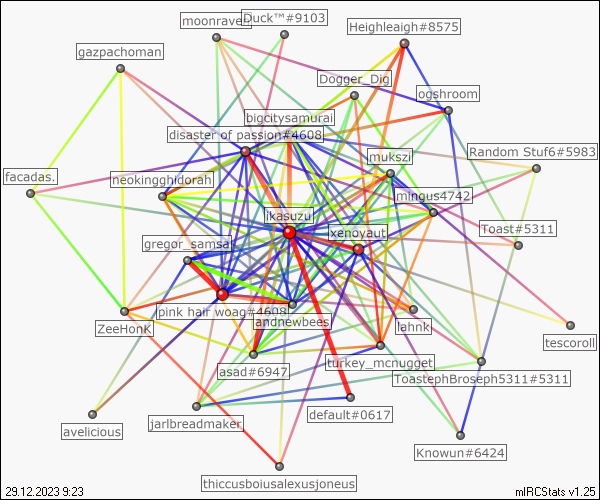 moonrave
Duck™#9103
Heighleaigh#8575
gazpachoman
Dogger_Dig
ogshroom
bigcitysamurai
disaster of passion#4608
mukszi
Random Stuf6#5983
facadas.
neokingghidorah
mingus4742
ikasuzu
xenoyaut
Toast#5311
gregor_samsa
pink hair woag#4608
andnewbees
lahnk
ZeeHonK
tescoroll
asad#6947
turkey_mcnugget
ToastephBroseph5311#5311
jarlbreadmaker
default#0617
avelicious
Knowun#6424
thiccusboiusalexusjoneus
29.12.2023 9:23
mIRCStats v1.25